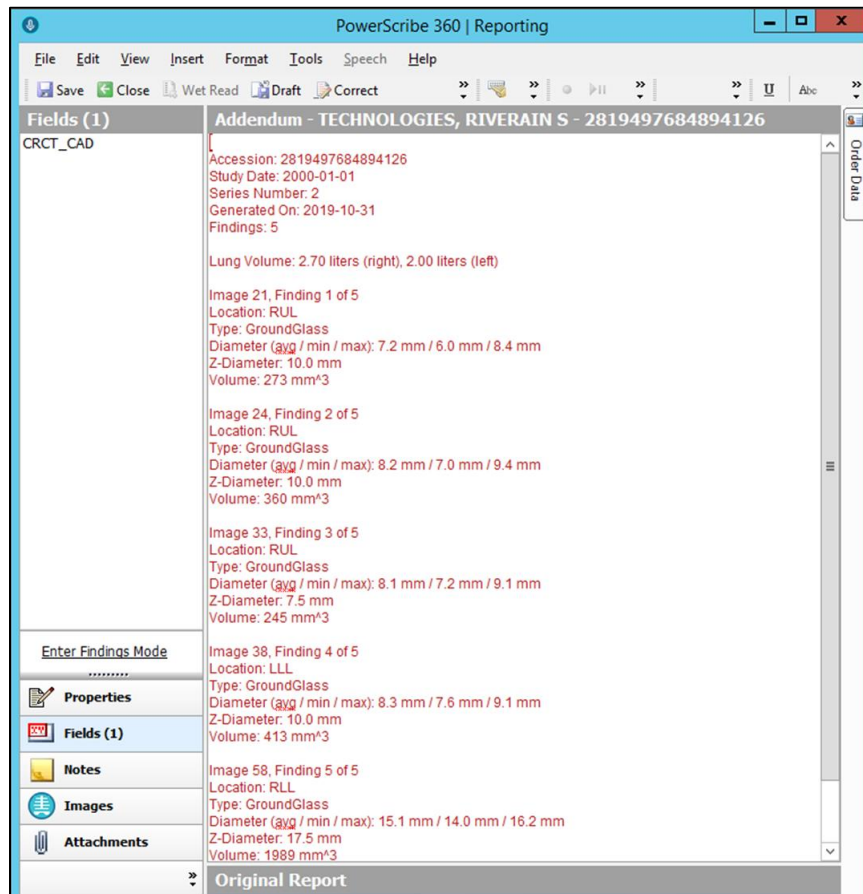 PowerScribe 360 | Reporting
File Edit View Insert Format Tools Speech Help
Save Close Wet Read Draft Correct U Abc
Fields (1)
Addendum - TECHNOLOGIES, RIVERAIN S - 2819497684894126
CRCT_CAD
Order Data
Accession: 2819497684894126
Study Date: 2000-01-01
Series Number: 2
Generated On: 2019-10-31
Findings: 5
Lung Volume: 2.70 liters (right), 2.00 liters (left)
Image 21, Finding 1 of 5
Location: RUL
Type: GroundGlass
Diameter (avg / min / max): 7.2 mm / 6.0 mm / 8.4 mm
Z-Diameter: 10.0 mm
Volume: 273 mm^3
Image 24, Finding 2 of 5
Location: RUL
Type: GroundGlass
Diameter (avg / min / max): 8.2 mm / 7.0 mm / 9.4 mm
Z-Diameter: 10.0 mm
Volume: 360 mm^3
Image 33, Finding 3 of 5
Location: RUL
Type: GroundGlass
Diameter (avg / min / max): 8.1 mm / 7.2 mm / 9.1 mm
Z-Diameter: 7.5 mm
Volume: 245 mm^3
Image 38, Finding 4 of 5
Location: LLL
Type: GroundGlass
Diameter (avg / min / max): 8.3 mm / 7.6 mm / 9.1 mm
Z-Diameter: 10.0 mm
Volume: 413 mm^3
Image 58, Finding 5 of 5
Location: RLL
Type: GroundGlass
Diameter (avg / min / max): 15.1 mm / 14.0 mm / 16.2 mm
Z-Diameter: 17.5 mm
Volume: 1989 mm^3
Enter Findings Mode
Properties
Fields (1)
Notes
Images
Attachments
Original Report